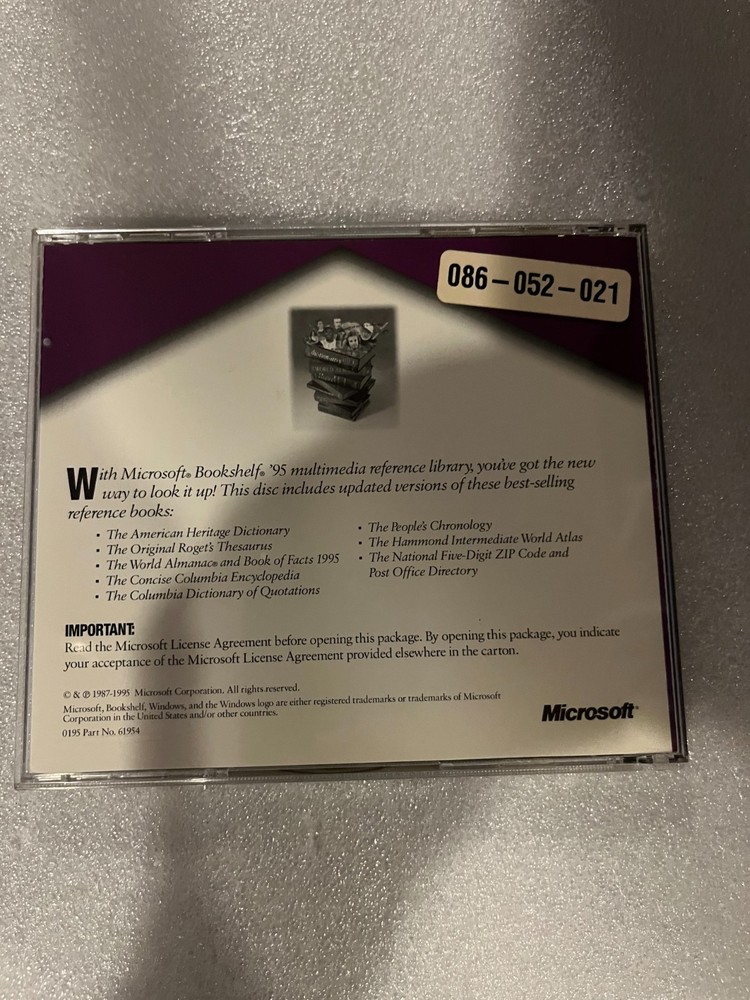 086-052-021
With Microsoft® Bookshelf® '95 multimedia reference library, you've got the new
way to look it up! This disc includes updated versions of these best-selling
reference books:
• The American Heritage Dictionary
• The Original Roget's Thesaurus
• The World Almanac® and Book of Facts 1995
• The Concise Columbia Encyclopedia
• The Columbia Dictionary of Quotations
• The People's Chronology
• The Hammond Intermediate World Atlas
• The National Five-Digit ZIP Code and
Post Office Directory
IMPORTANT:
Read the Microsoft License Agreement before opening this package. By opening this package, you indicate
your acceptance of the Microsoft License Agreement provided elsewhere in the carton.
© & ℗ 1987-1995 Microsoft Corporation. All rights reserved.
Microsoft, Bookshelf, Windows, and the Windows logo are either registered trademarks or trademarks of Microsoft
Corporation in the United States and/or other countries.
0195 Part No. 61954
Microsoft®